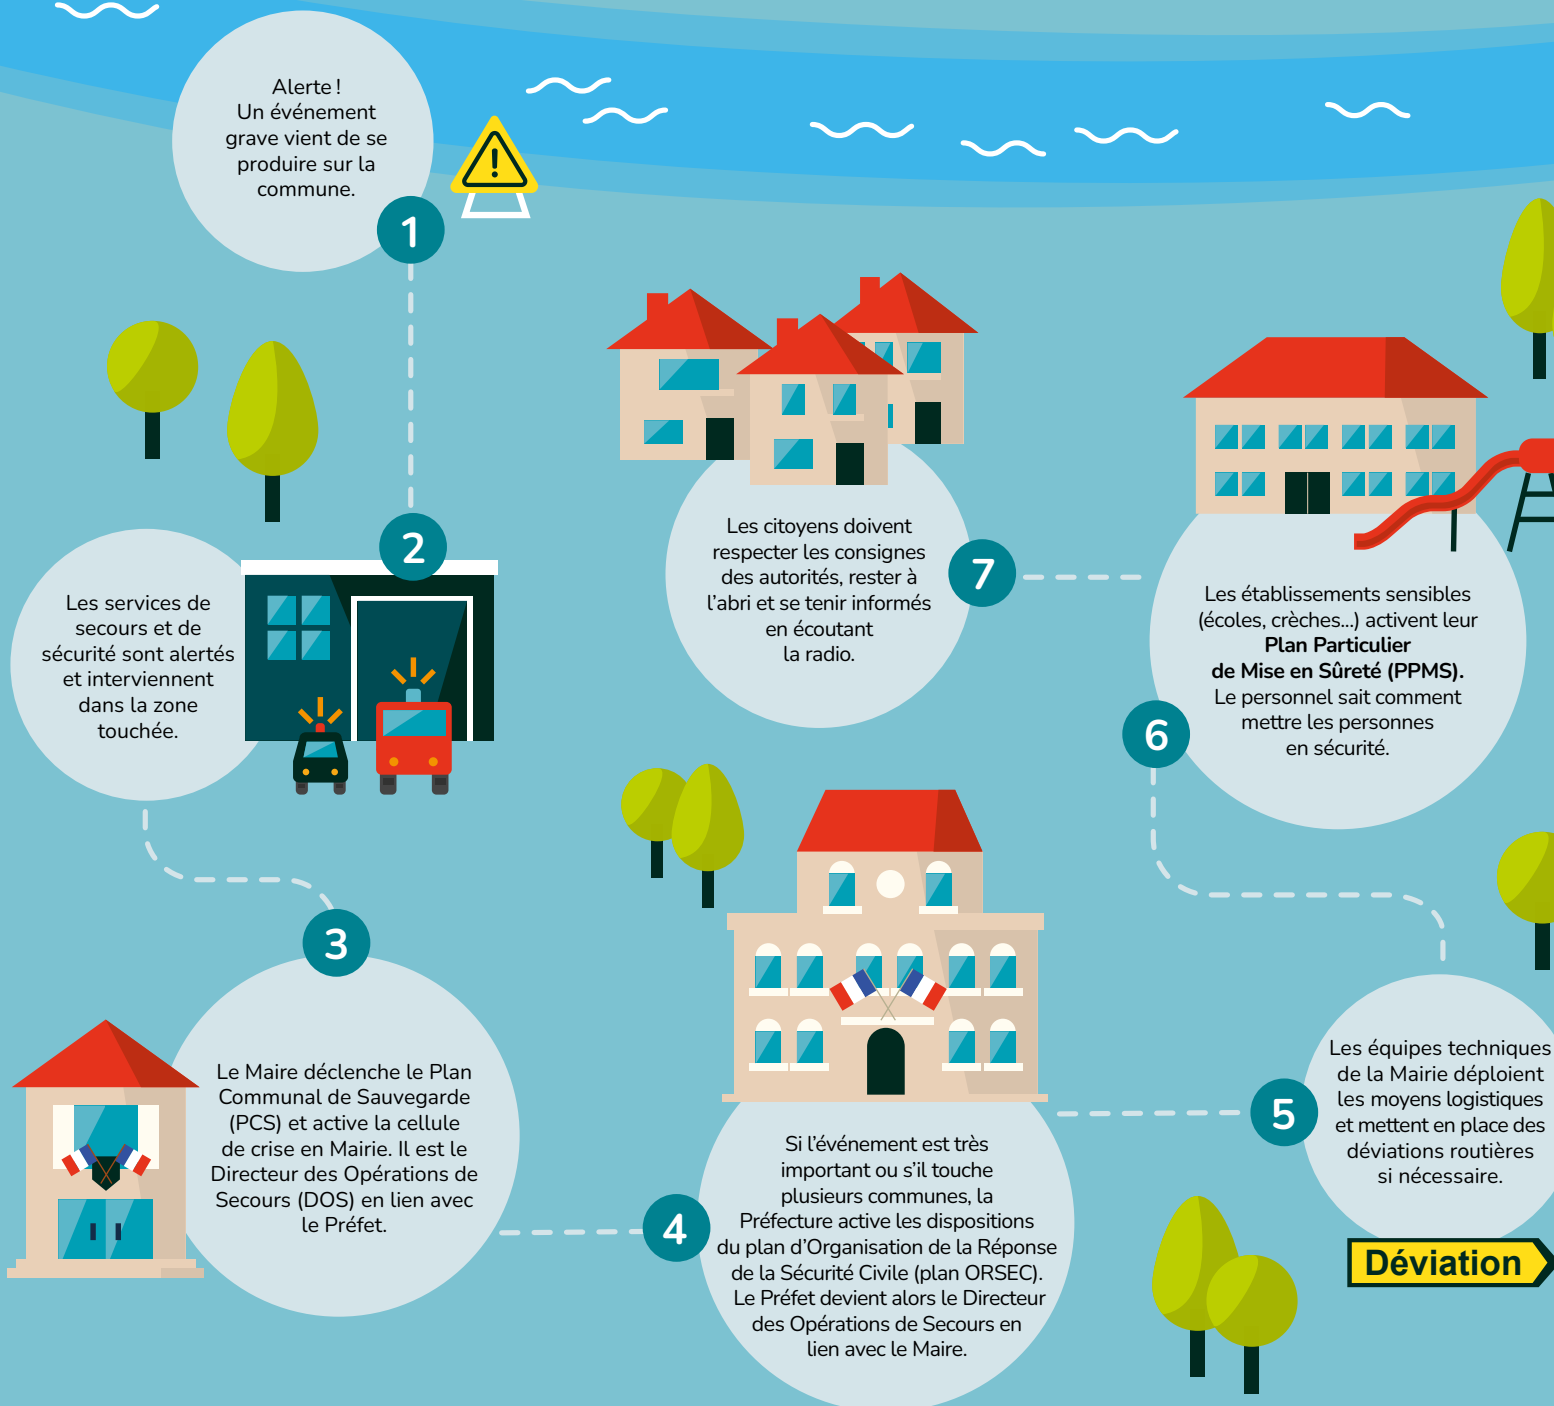 Alerte !
Un événement
grave vient de se
produire sur la
commune.
1
2
Les services de
secours et de
sécurité sont alertés
et interviennent
dans la zone
touchée.
3
Le Maire déclenche le Plan
Communal de Sauvegarde
(PCS) et active la cellule
de crise en Mairie. Il est le
Directeur des Opérations de
Secours (DOS) en lien avec
le Préfet.
4
Si l’événement est très
important ou s’il touche
plusieurs communes, la
Préfecture active les dispositions
du plan d’Organisation de la Réponse
de la Sécurité Civile (plan ORSEC).
Le Préfet devient alors le Directeur
des Opérations de Secours en
lien avec le Maire.
5
Les équipes techniques
de la Mairie déploient
les moyens logistiques
et mettent en place des
déviations routières
si nécessaire.
Déviation
6
Les établissements sensibles
(écoles, crèches...) activent leur
Plan Particulier
de Mise en Sûreté (PPMS).
Le personnel sait comment
mettre les personnes
en sécurité.
7
Les citoyens doivent
respecter les consignes
des autorités, rester à
l’abri et se tenir informés
en écoutant
la radio.